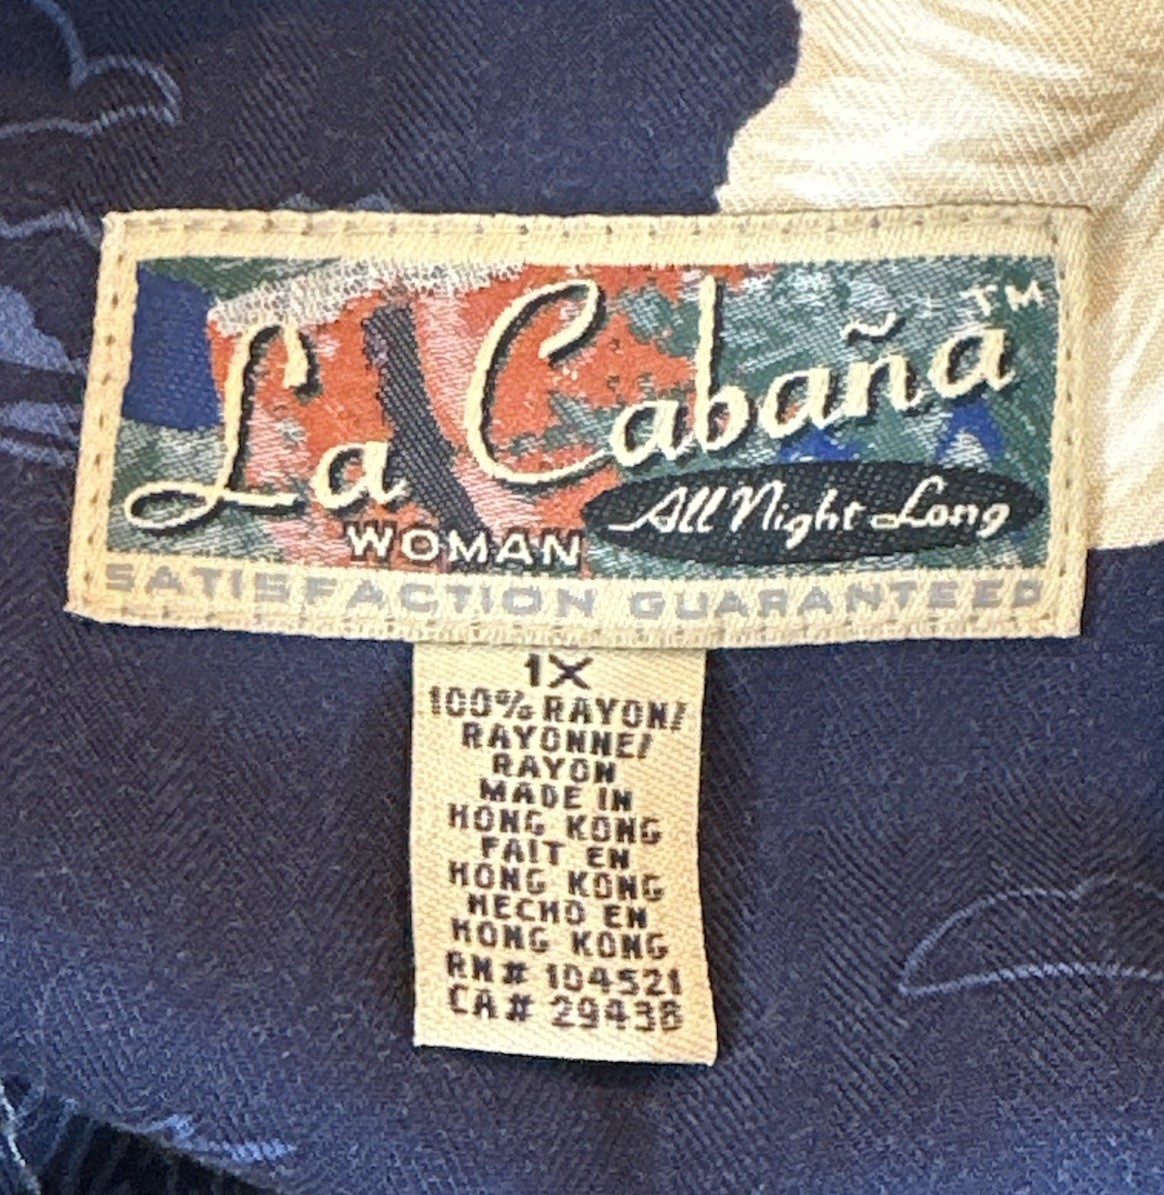 La Cabaña™
All Night Long
WOMAN
SATISFACTION GUARANTEED
1X
100% RAYON/
RAYONNE/
RAYON
MADE IN
HONG KONG
FAIT EN
HONG KONG
HECHO EN
HONG KONG
RN# 104521
CA# 29438